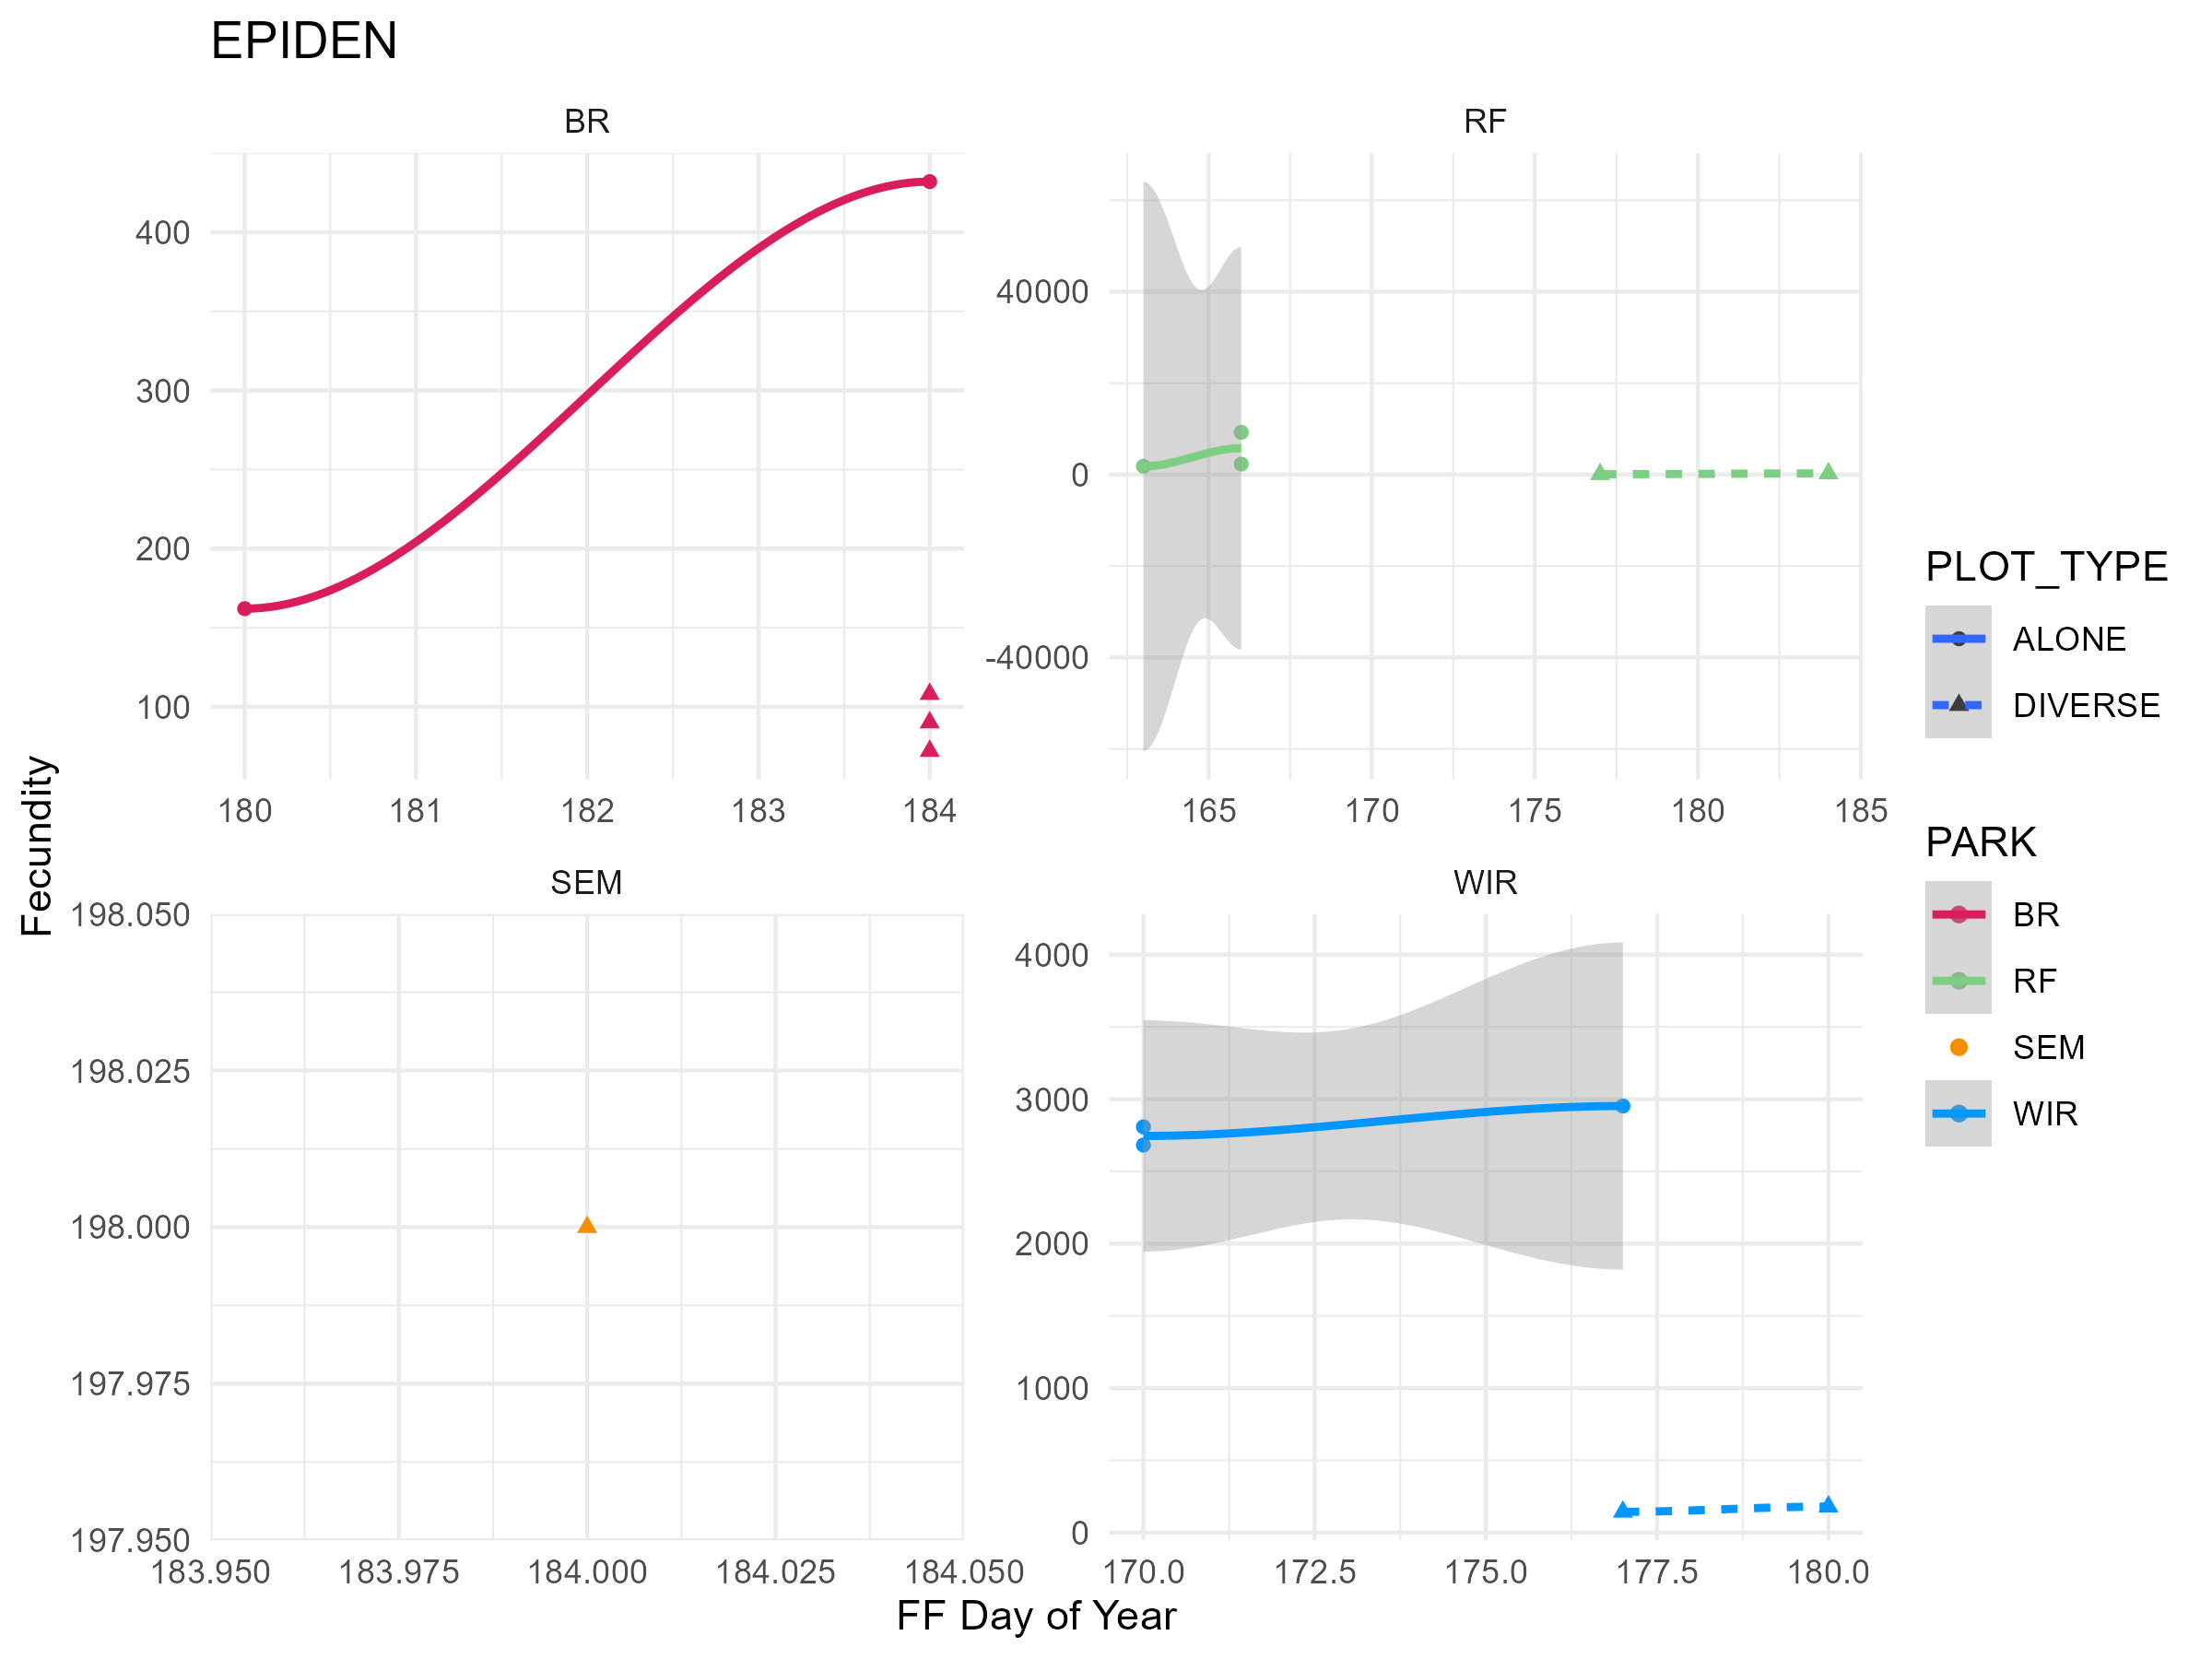 EPIDEN
BR
400
300
200
100
180 181 182 183 184
RF
40000
0
-40000
165 170 175 180 185
SEM
198.050
198.025
198.000
197.975
197.950
183.950 183.975 184.000 184.025 184.050
WIR
4000
3000
2000
1000
0
170.0 172.5 175.0 177.5 180.0
Fecundity
FF Day of Year
PLOT_TYPE
ALONE
DIVERSE
PARK
BR
RF
SEM
WIR